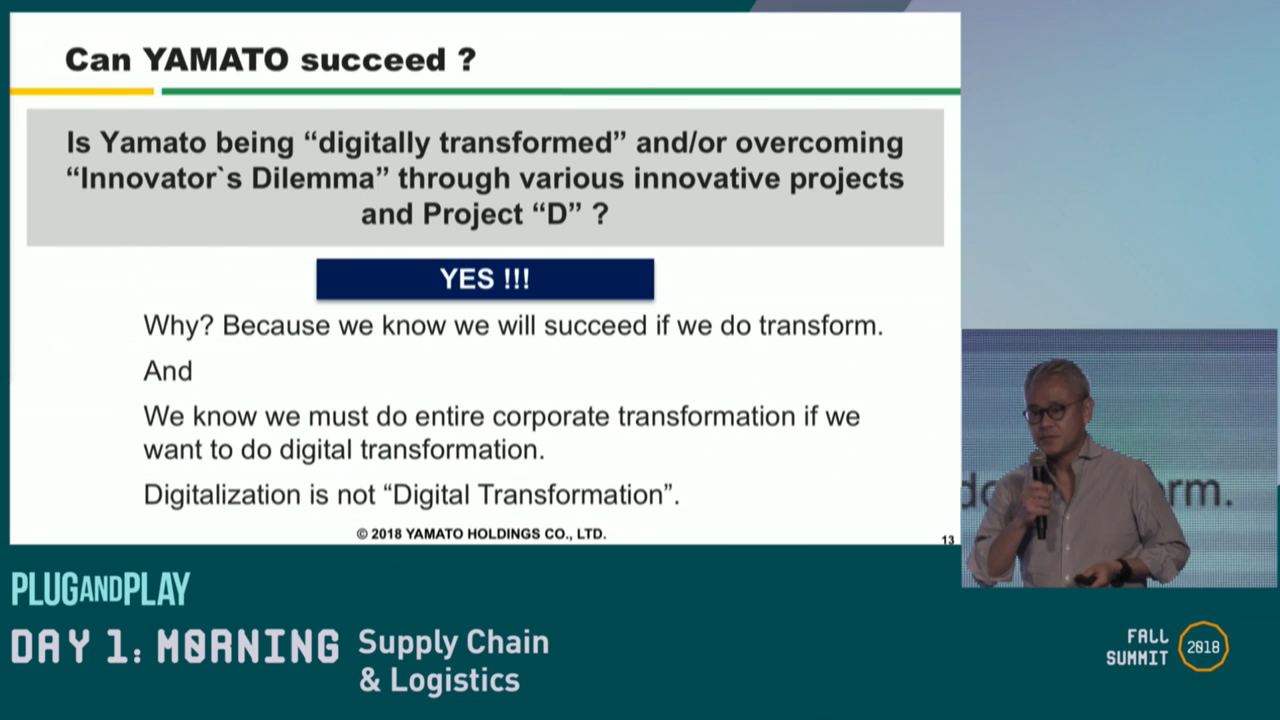 Can YAMATO succeed ?
Is Yamato being “digitally transformed” and/or overcoming
“Innovator`s Dilemma” through various innovative projects
and Project “D” ?
YES !!!
Why? Because we know we will succeed if we do transform.
And
We know we must do entire corporate transformation if we
want to do digital transformation.
Digitalization is not “Digital Transformation”.
© 2018 YAMATO HOLDINGS CO., LTD.
13
rm.
PLUGANDPLAY
DAY 1: MORNING
Supply Chain
& Logistics
FALL
SUMMIT
2018